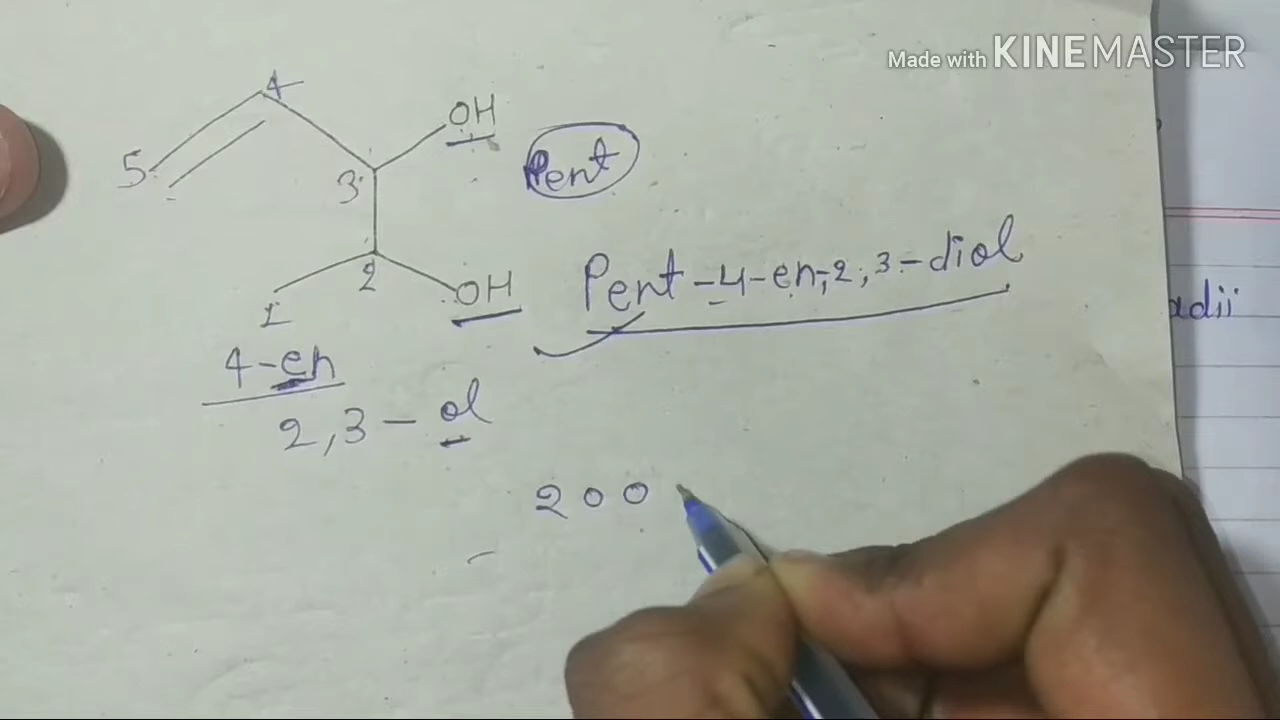 Made with KINEMASTER
4
OH
5
3
Pent
2
OH
Pent-4-en-2,3-diol
1
adii
4-en
2,3-ol
200